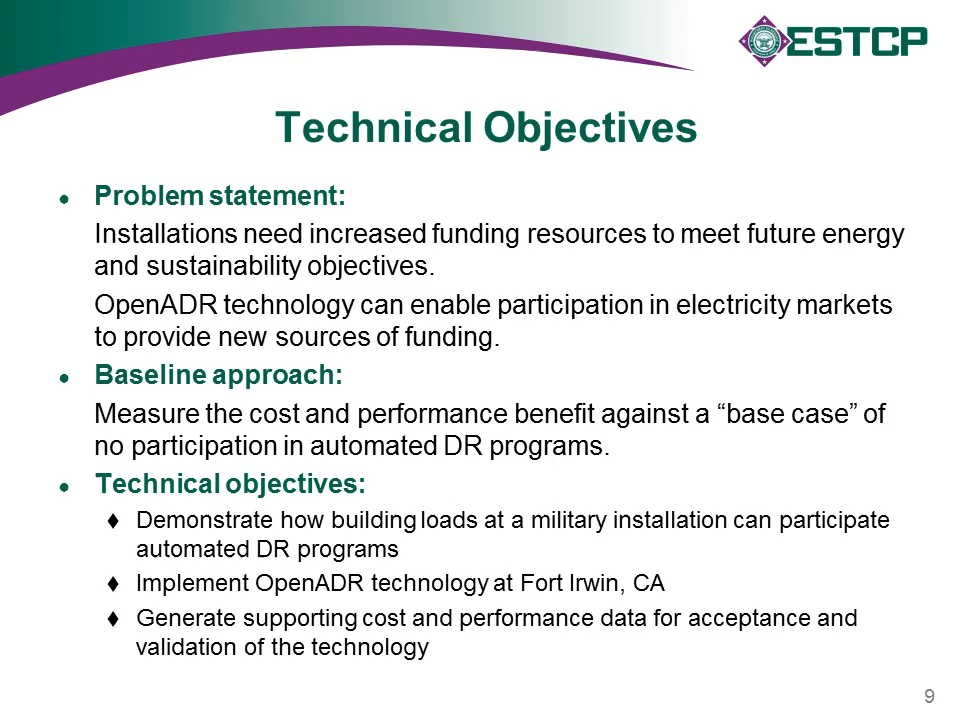 ESTCP
Technical Objectives
● Problem statement:
Installations need increased funding resources to meet future energy
and sustainability objectives.
OpenADR technology can enable participation in electricity markets
to provide new sources of funding.
● Baseline approach:
Measure the cost and performance benefit against a “base case” of
no participation in automated DR programs.
● Technical objectives:
♦ Demonstrate how building loads at a military installation can participate
automated DR programs
♦ Implement OpenADR technology at Fort Irwin, CA
♦ Generate supporting cost and performance data for acceptance and
validation of the technology
9